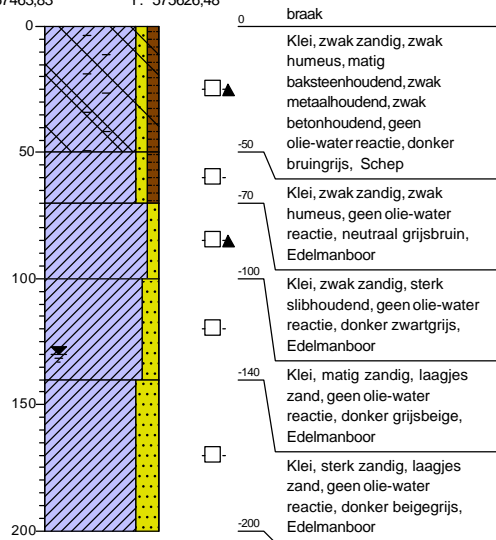 575626,48
0
50
100
150
200
0
braak
Klei, zwak zandig, zwak
humeus, matig
baksteenhoudend, zwak
metaalhoudend, zwak
betonhoudend, geen
olie-water reactie, donker
bruingrijs, Schep
-50
Klei, zwak zandig, zwak
humeus, geen olie-water
reactie, neutraal grijsbruin,
Edelmanboor
-70
Klei, zwak zandig, sterk
slibhoudend, geen olie-water
reactie, donker zwartgrijs,
Edelmanboor
-100
Klei, matig zandig, laagjes
zand, geen olie-water
reactie, donker grijsbeige,
Edelmanboor
-140
Klei, sterk zandig, laagjes
zand, geen olie-water
reactie, donker beigegrijs,
Edelmanboor
-200